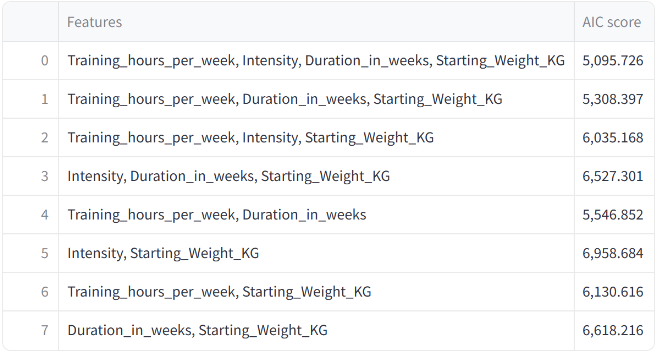 Features AIC score
0 Training_hours_per_week, Intensity, Duration_in_weeks, Starting_Weight_KG 5,095.726
1 Training_hours_per_week, Duration_in_weeks, Starting_Weight_KG 5,308.397
2 Training_hours_per_week, Intensity, Starting_Weight_KG 6,035.168
3 Intensity, Duration_in_weeks, Starting_Weight_KG 6,527.301
4 Training_hours_per_week, Duration_in_weeks 5,546.852
5 Intensity, Starting_Weight_KG 6,958.684
6 Training_hours_per_week, Starting_Weight_KG 6,130.616
7 Duration_in_weeks, Starting_Weight_KG 6,618.216